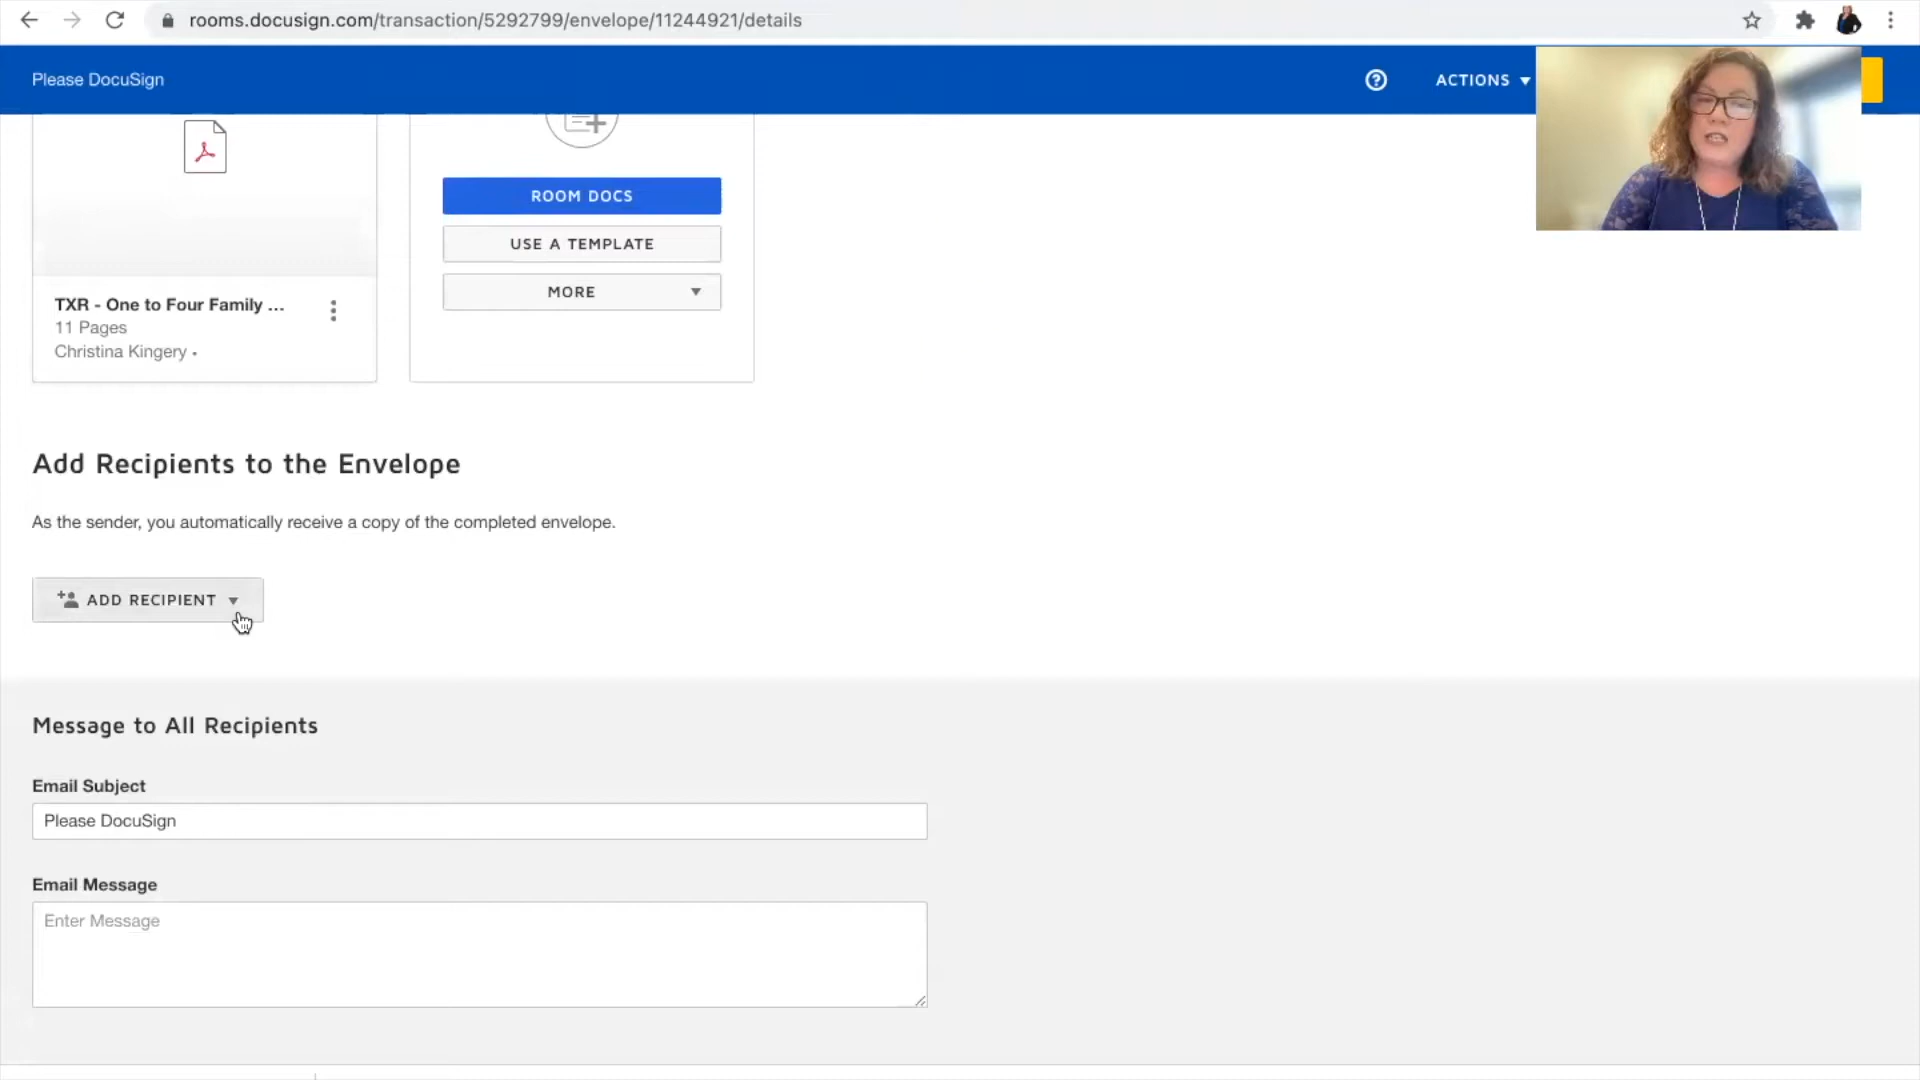 rooms.docusign.com/transaction/5292799/envelope/11244921/details
Please DocuSign
ACTIONS
ROOM DOCS
USE A TEMPLATE
MORE
TXR - One to Four Family ...
11 Pages
Christina Kingery •
Add Recipients to the Envelope
As the sender, you automatically receive a copy of the completed envelope.
ADD RECIPIENT
Message to All Recipients
Email Subject
Please DocuSign
Email Message
Enter Message